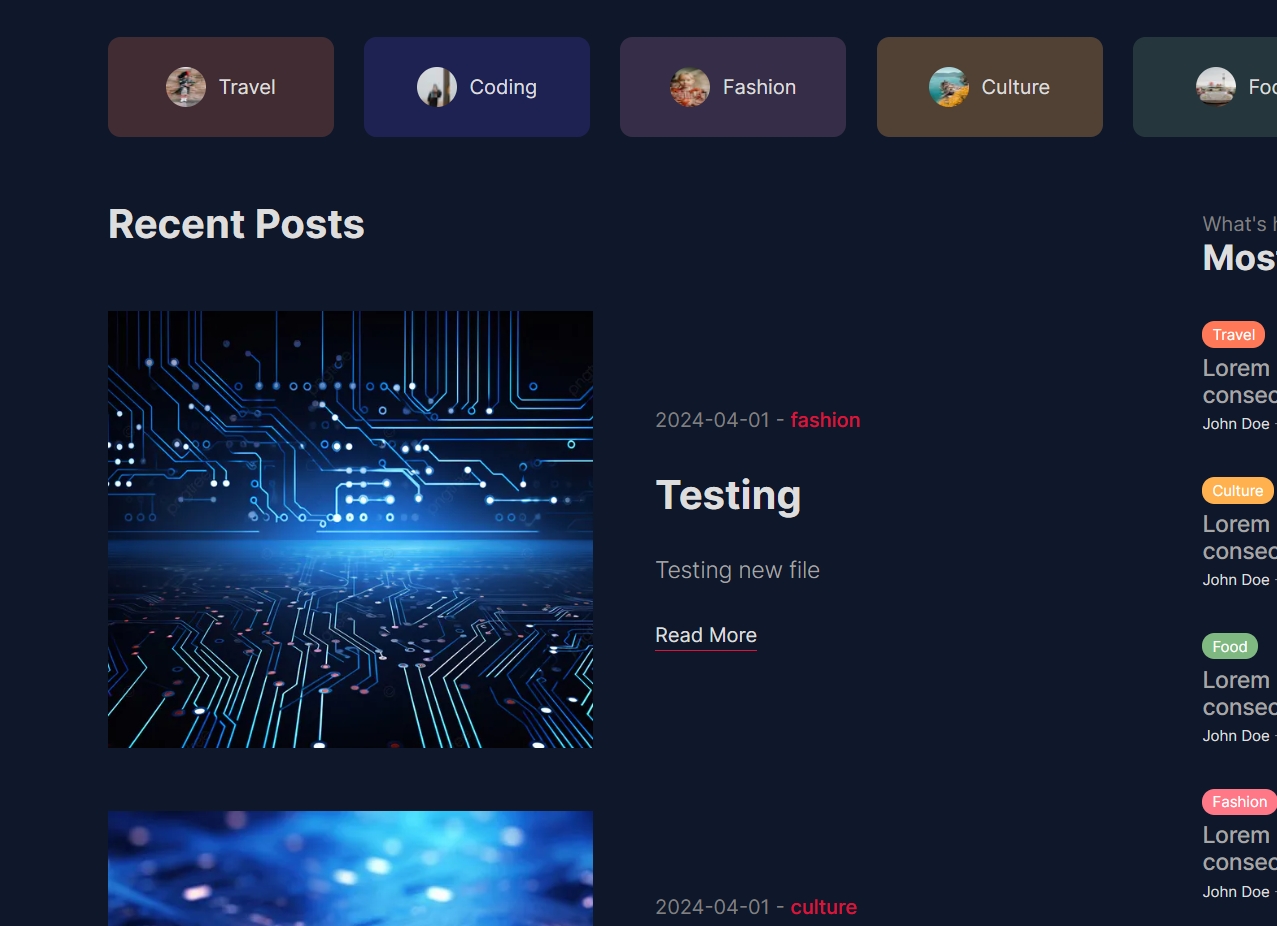 Travel
Coding
Fashion
Culture
Foo
Recent Posts
2024-04-01 - fashion
Testing
Testing new file
Read More
2024-04-01 - culture
What's h
Most
Travel
Lorem
consec
John Doe -
Culture
Lorem
consec
John Doe -
Food
Lorem
consec
John Doe -
Fashion
Lorem
consec
John Doe -